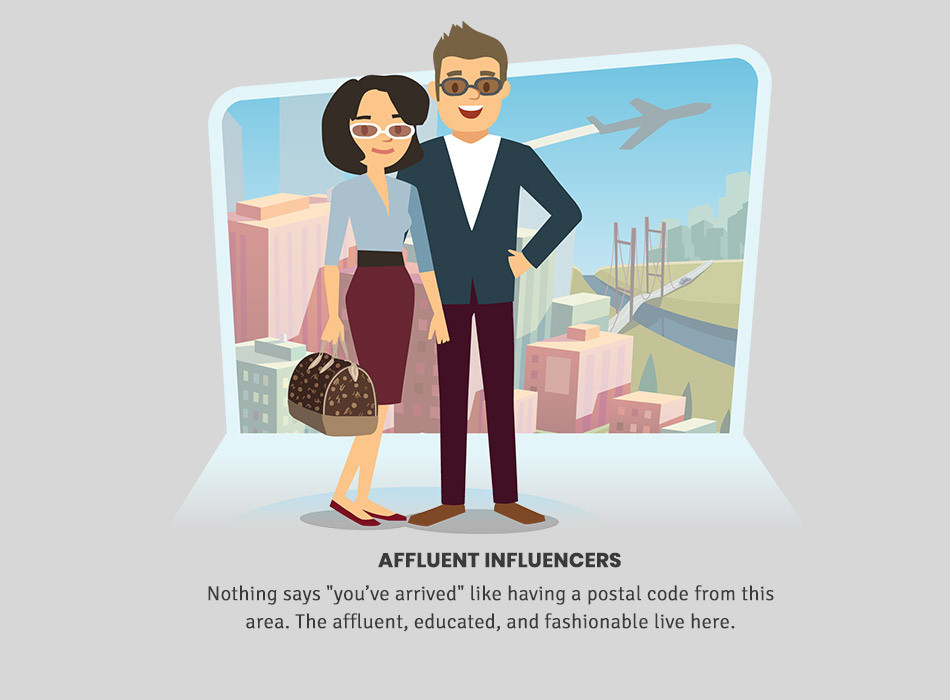 AFFLUENT INFLUENCERS
Nothing says "you’ve arrived" like having a postal code from this
area. The affluent, educated, and fashionable live here.